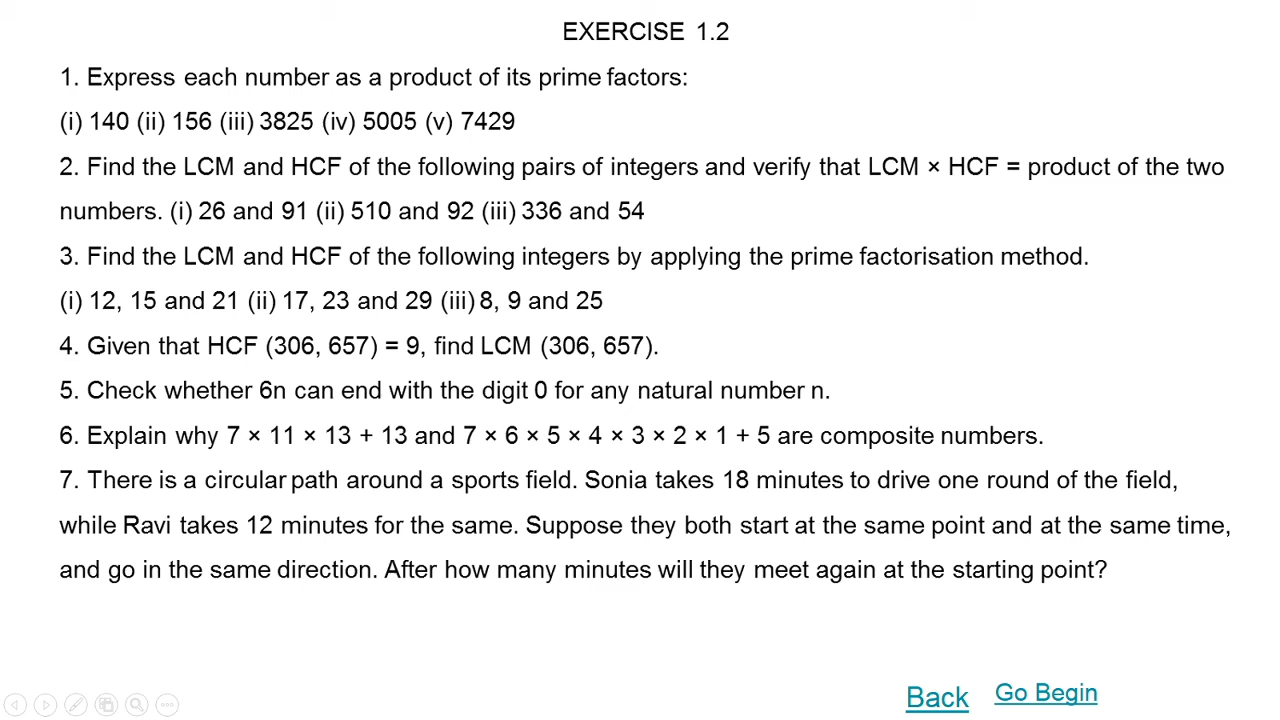 EXERCISE 1.2
1. Express each number as a product of its prime factors:
(i) 140 (ii) 156 (iii) 3825 (iv) 5005 (v) 7429
2. Find the LCM and HCF of the following pairs of integers and verify that LCM × HCF = product of the two
numbers. (i) 26 and 91 (ii) 510 and 92 (iii) 336 and 54
3. Find the LCM and HCF of the following integers by applying the prime factorisation method.
(i) 12, 15 and 21 (ii) 17, 23 and 29 (iii) 8, 9 and 25
4. Given that HCF (306, 657) = 9, find LCM (306, 657).
5. Check whether 6n can end with the digit 0 for any natural number n.
6. Explain why 7 × 11 × 13 + 13 and 7 × 6 × 5 × 4 × 3 × 2 × 1 + 5 are composite numbers.
7. There is a circular path around a sports field. Sonia takes 18 minutes to drive one round of the field,
while Ravi takes 12 minutes for the same. Suppose they both start at the same point and at the same time,
and go in the same direction. After how many minutes will they meet again at the starting point?
Back Go Begin